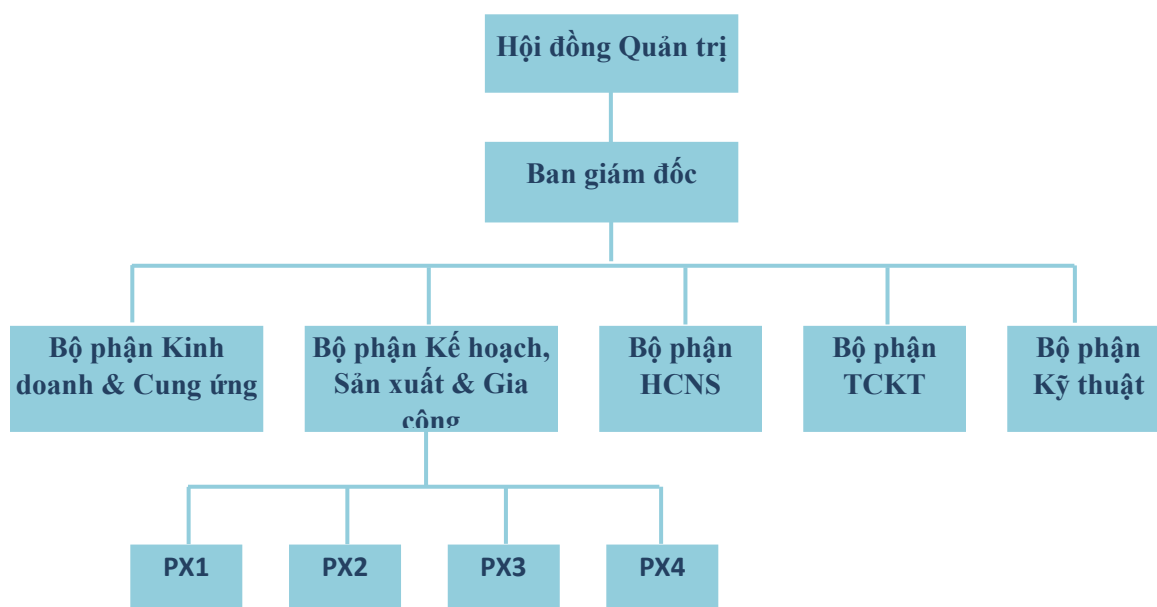 Hội đồng Quản trị
Ban giám đốc
Bộ phận Kinh
doanh & Cung ứng
Bộ phận Kế hoạch,
Sản xuất & Gia
công
Bộ phận
HCNS
Bộ phận
TCKT
Bộ phận
Kỹ thuật
PX1
PX2
PX3
PX4